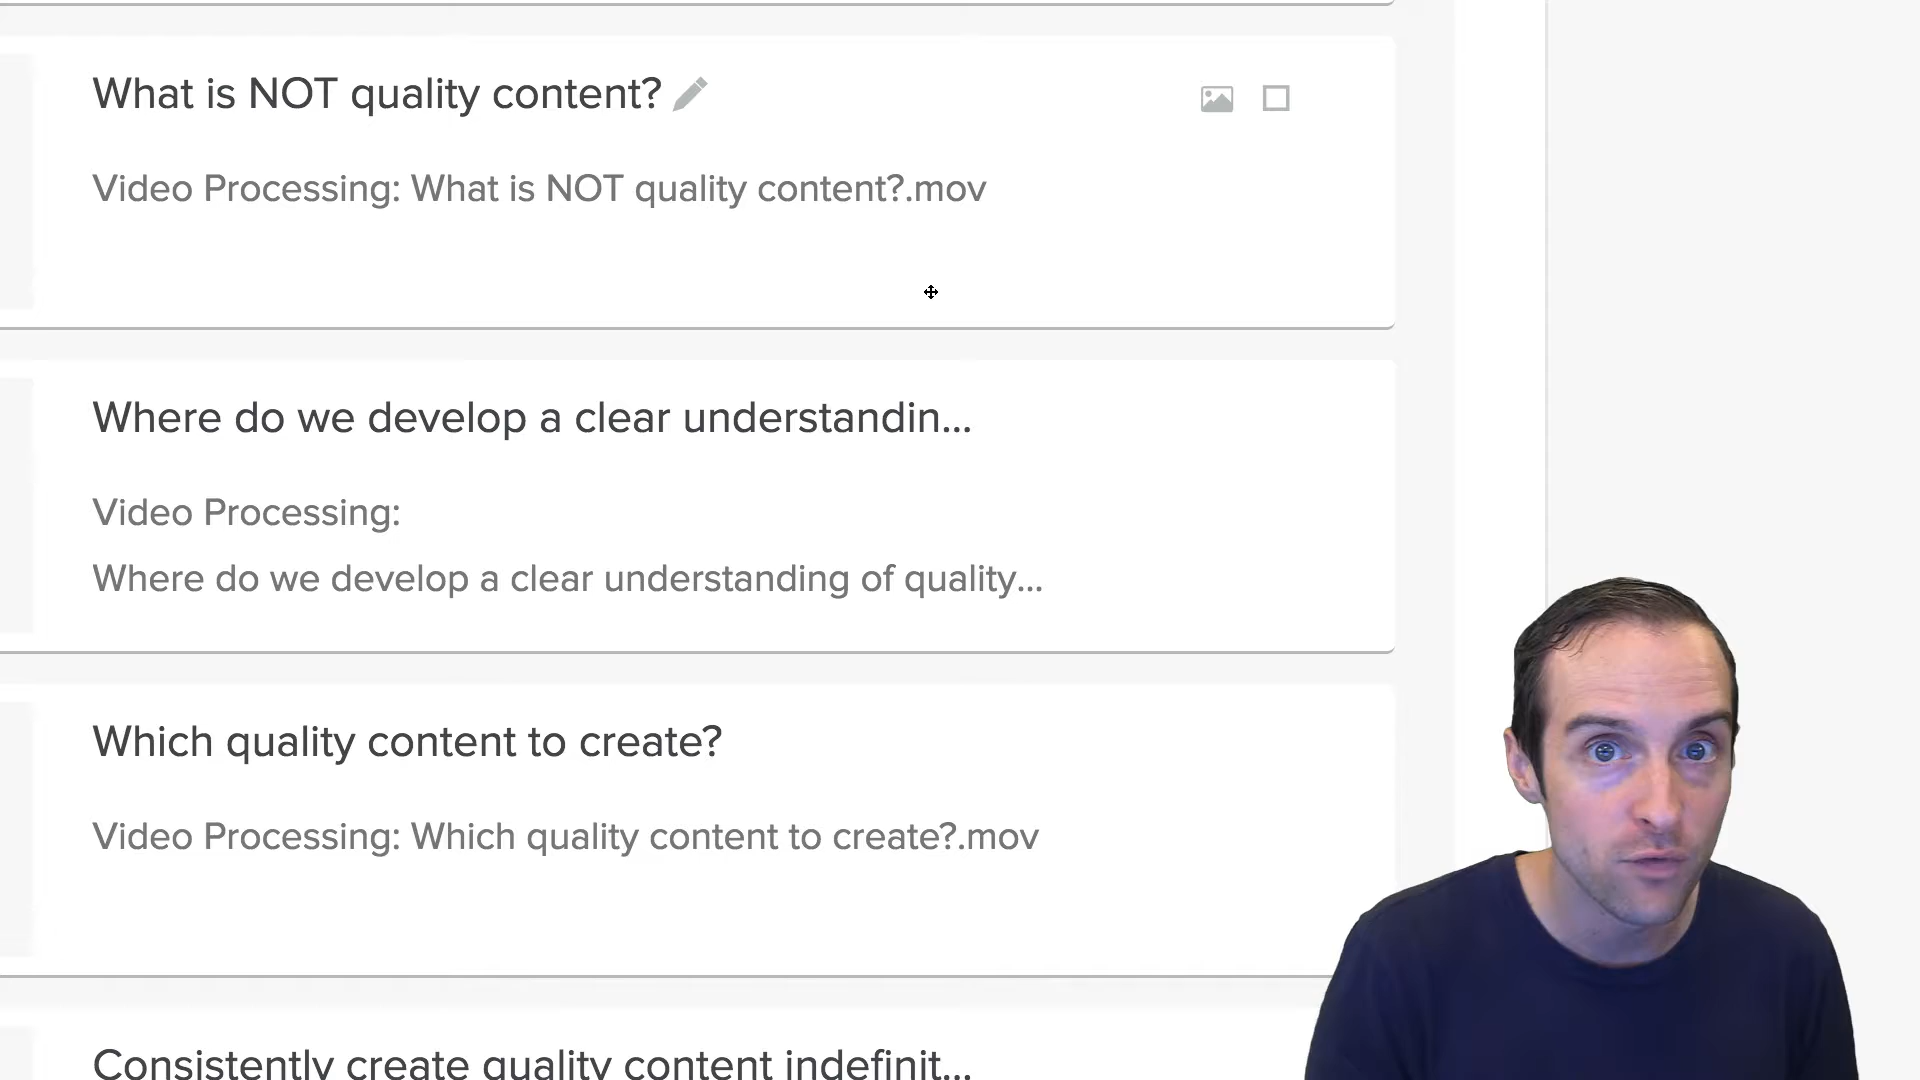 What is NOT quality content?
Video Processing: What is NOT quality content?.mov
Where do we develop a clear understandin...
Video Processing:
Where do we develop a clear understanding of quality...
Which quality content to create?
Video Processing: Which quality content to create?.mov
Consistently create quality content indefinit...